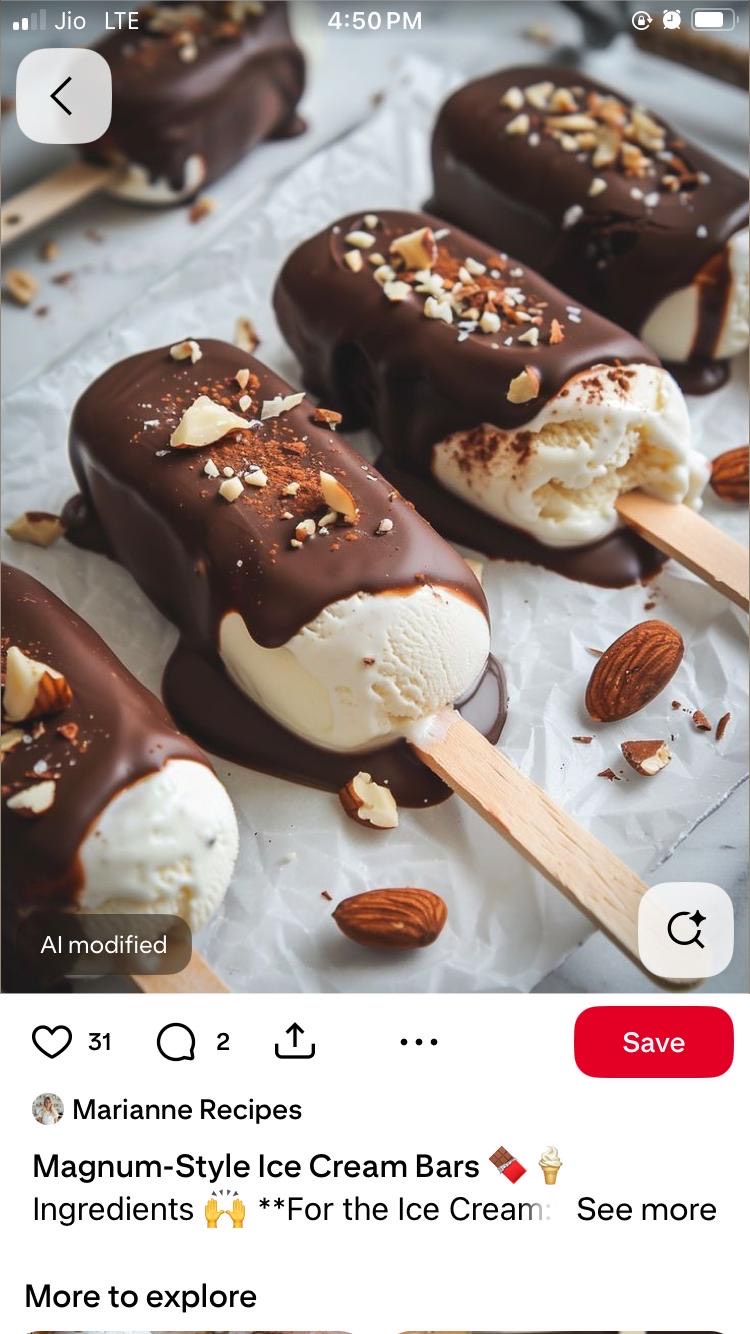 Jio LTE 4:50 PM
AI modified
31 2 Save
Marianne Recipes
Magnum-Style Ice Cream Bars 🍫🍦
Ingredients 🙌 **For the Ice Cream: See more
More to explore